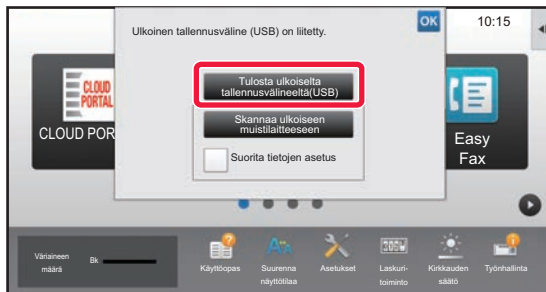 Ulkoinen tallennusväline (USB) on liitetty.
OK
10:15
Tulosta ulkoiselta
tallennusvälineeltä(USB)
Skannaa ulkoiseen
muistilaitteeseen
Suorita tietojen asetus
CLOUD
PORTAL
CLOUD POR
Easy
Fax
Väriaineen
määrä
Bk
Käyttöopas
Suurenna
näyttötilaa
Asetukset
Laskuri-
toiminto
Kirkkauden
säätö
Työnhallinta